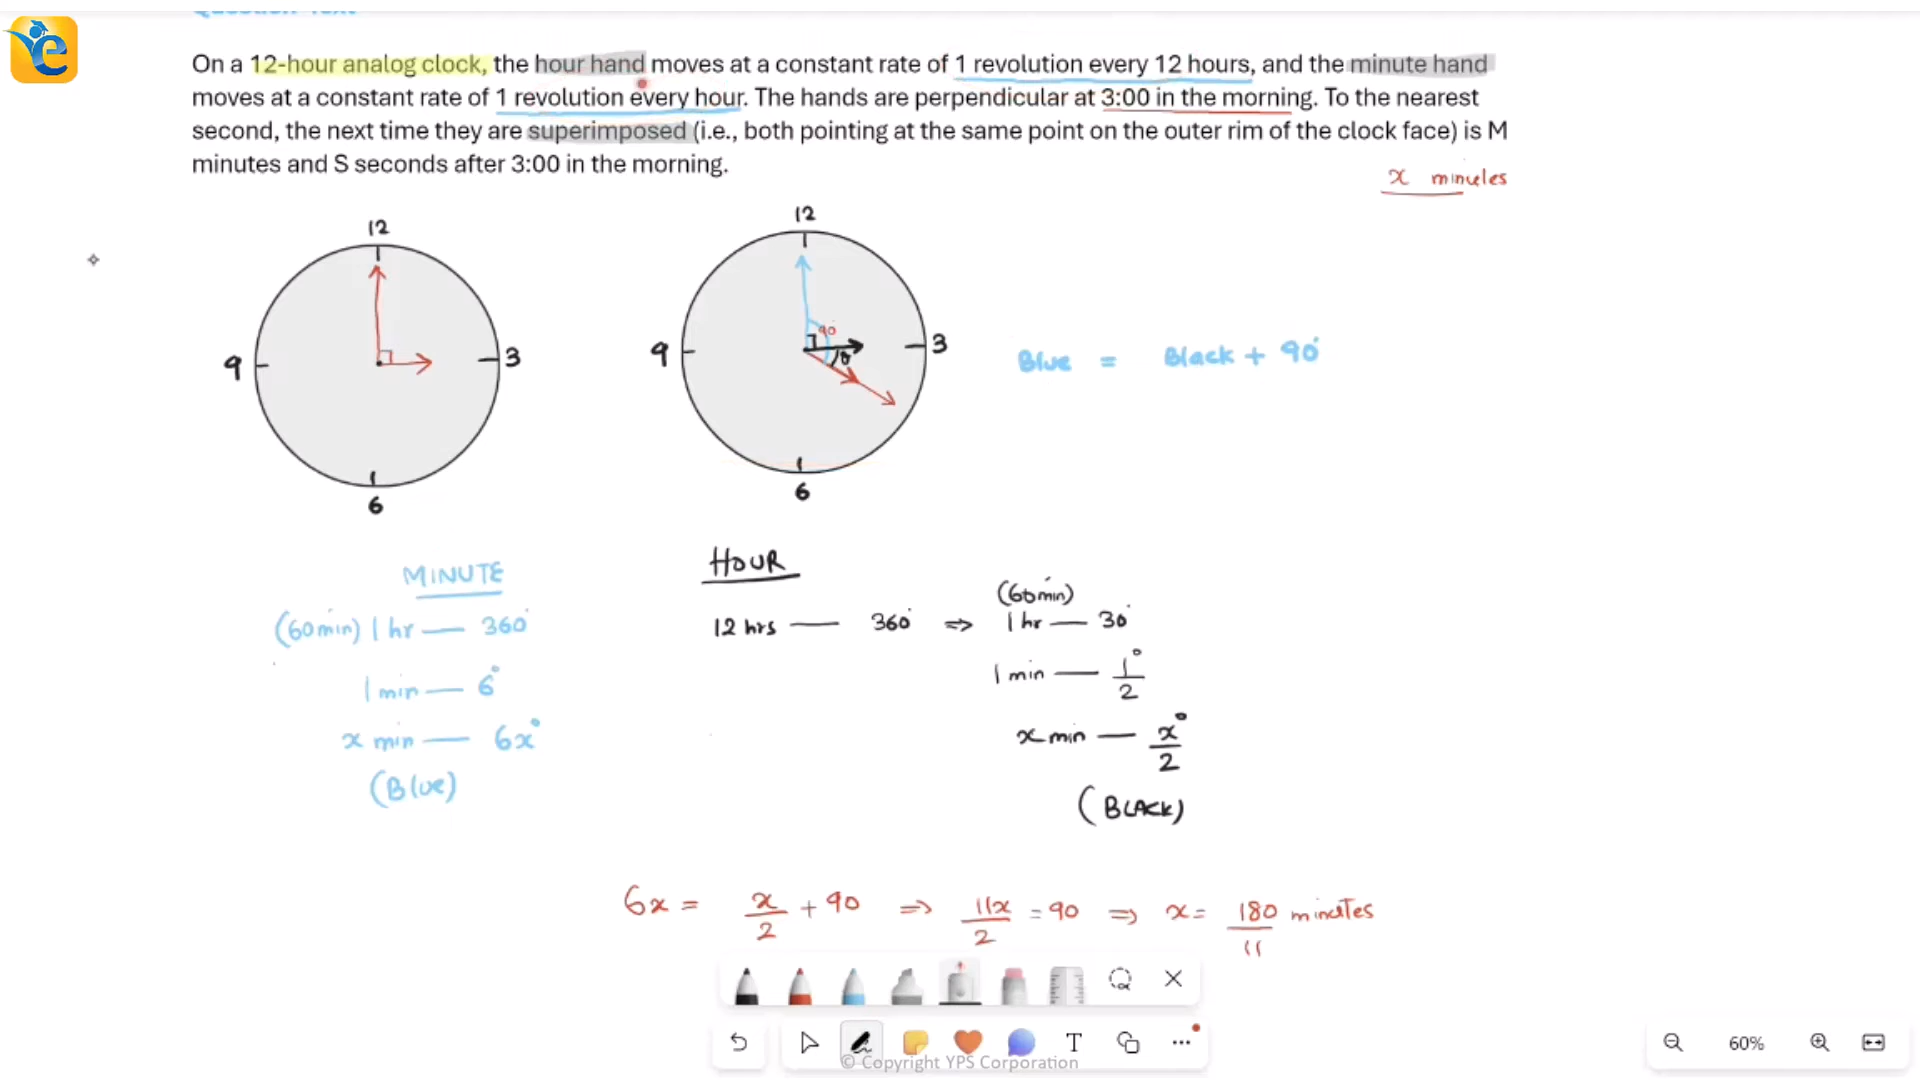 On a 12-hour analog clock, the hour hand moves at a constant rate of 1 revolution every 12 hours, and the minute hand
moves at a constant rate of 1 revolution every hour. The hands are perpendicular at 3:00 in the morning. To the nearest
second, the next time they are superimposed (i.e., both pointing at the same point on the outer rim of the clock face) is M
minutes and S seconds after 3:00 in the morning.
x minutes
12
9
3
6
12
9
3
6
90
θ
Blue = Black + 90°
MINUTE
(60min) 1 hr — 360°
1 min — 6°
x min — 6x°
(Blue)
HOUR
12 hrs — 360° ⇒
(60min)
1 hr — 30°
1 min — 1/2°
x min — x/2°
(BLACK)
6x = x/2 + 90 ⇒ 11x/2 = 90 ⇒ x = 180/11 minutes
© Copyright YPS Corporation
60%